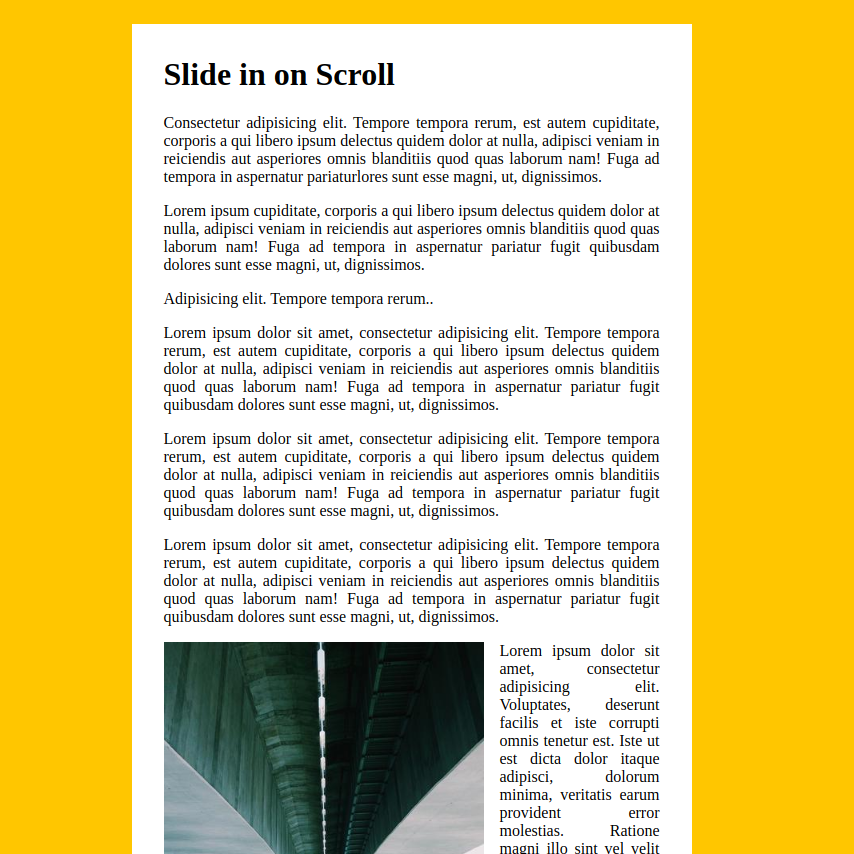 Slide in on Scroll
Consectetur adipisicing elit. Tempore tempora rerum, est autem cupiditate,
corporis a qui libero ipsum delectus quidem dolor at nulla, adipisci veniam in
reiciendis aut asperiores omnis blanditiis quod quas laborum nam! Fuga ad
tempora in aspernatur pariaturlores sunt esse magni, ut, dignissimos.
Lorem ipsum cupiditate, corporis a qui libero ipsum delectus quidem dolor at
nulla, adipisci veniam in reiciendis aut asperiores omnis blanditiis quod quas
laborum nam! Fuga ad tempora in aspernatur pariatur fugit quibusdam
dolores sunt esse magni, ut, dignissimos.
Adipisicing elit. Tempore tempora rerum..
Lorem ipsum dolor sit amet, consectetur adipisicing elit. Tempore tempora
rerum, est autem cupiditate, corporis a qui libero ipsum delectus quidem
dolor at nulla, adipisci veniam in reiciendis aut asperiores omnis blanditiis
quod quas laborum nam! Fuga ad tempora in aspernatur pariatur fugit
quibusdam dolores sunt esse magni, ut, dignissimos.
Lorem ipsum dolor sit amet, consectetur adipisicing elit. Tempore tempora
rerum, est autem cupiditate, corporis a qui libero ipsum delectus quidem
dolor at nulla, adipisci veniam in reiciendis aut asperiores omnis blanditiis
quod quas laborum nam! Fuga ad tempora in aspernatur pariatur fugit
quibusdam dolores sunt esse magni, ut, dignissimos.
Lorem ipsum dolor sit amet, consectetur adipisicing elit. Tempore tempora
rerum, est autem cupiditate, corporis a qui libero ipsum delectus quidem
dolor at nulla, adipisci veniam in reiciendis aut asperiores omnis blanditiis
quod quas laborum nam! Fuga ad tempora in aspernatur pariatur fugit
quibusdam dolores sunt esse magni, ut, dignissimos.
Lorem ipsum dolor sit
amet, consectetur
adipisicing elit.
Voluptates, deserunt
facilis et iste corrupti
omnis tenetur est. Iste ut
est dicta dolor itaque
adipisci, dolorum
minima, veritatis earum
provident error
molestias. Ratione
magni illo sint vel velit